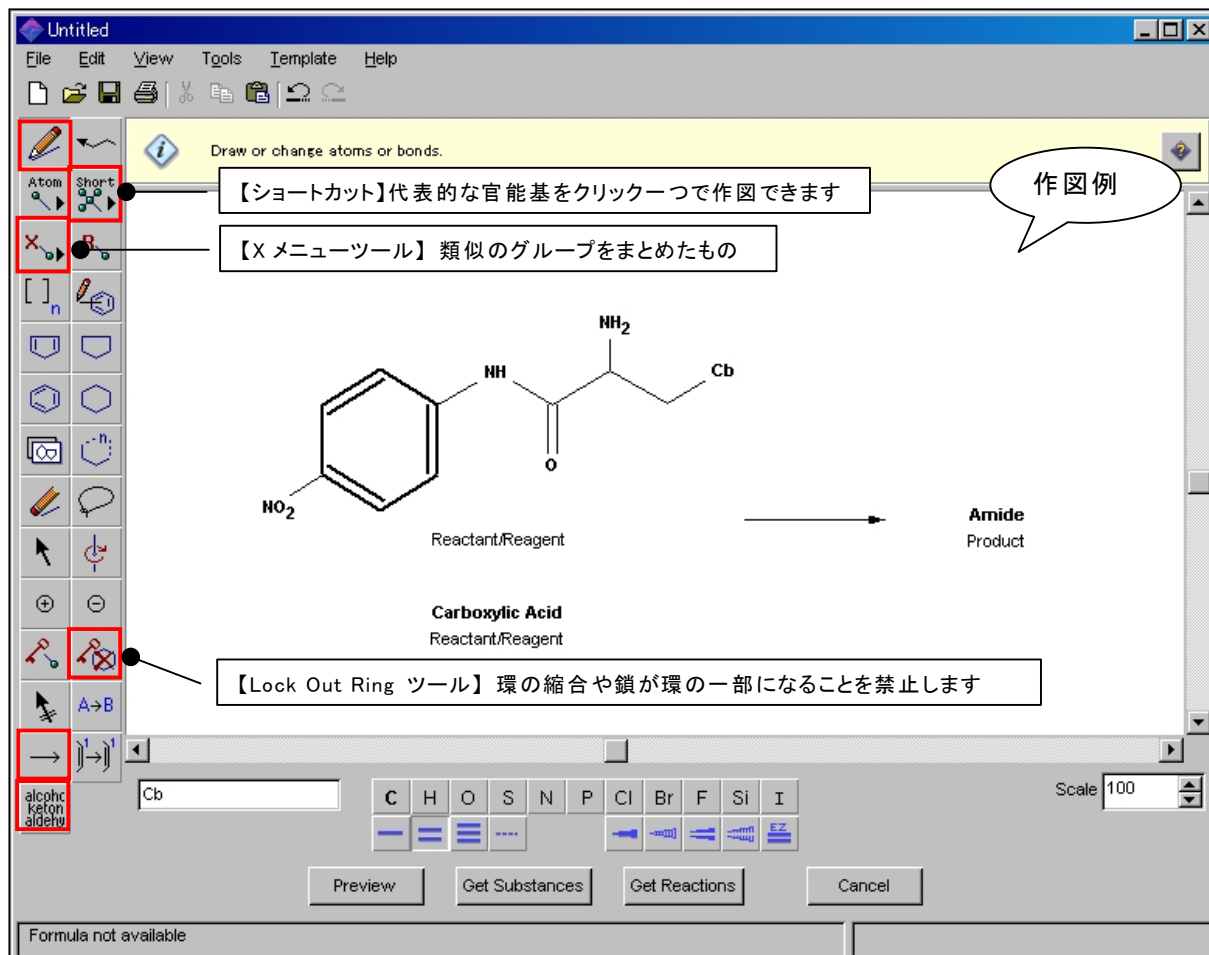 Untitled
File Edit View Tools Template Help
Draw or change atoms or bonds.
作図例
Atom Short
【ショートカット】代表的な官能基をクリック一つで作図できます
X R
【X メニューツール】 類似のグループをまとめたもの
[ ]n
NH2
NH
Cb
n
O
NO2
Reactant/Reagent
Amide
Product
Carboxylic Acid
Reactant/Reagent
【Lock Out Ring ツール】 環の縮合や鎖が環の一部になることを禁止します
A→B
1 1
alcoho
keton
aldehy
Cb
C H O S N P Cl Br F Si I
EZ
Scale 100
Preview Get Substances Get Reactions Cancel
Formula not available